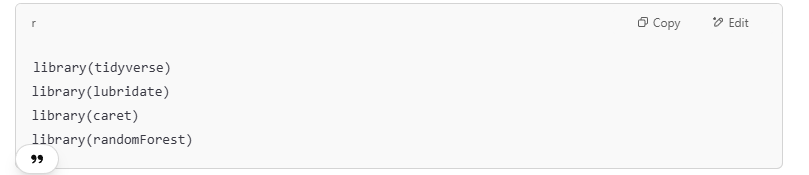 r
Copy
Edit
library(tidyverse)
library(lubridate)
library(caret)
library(randomForest)